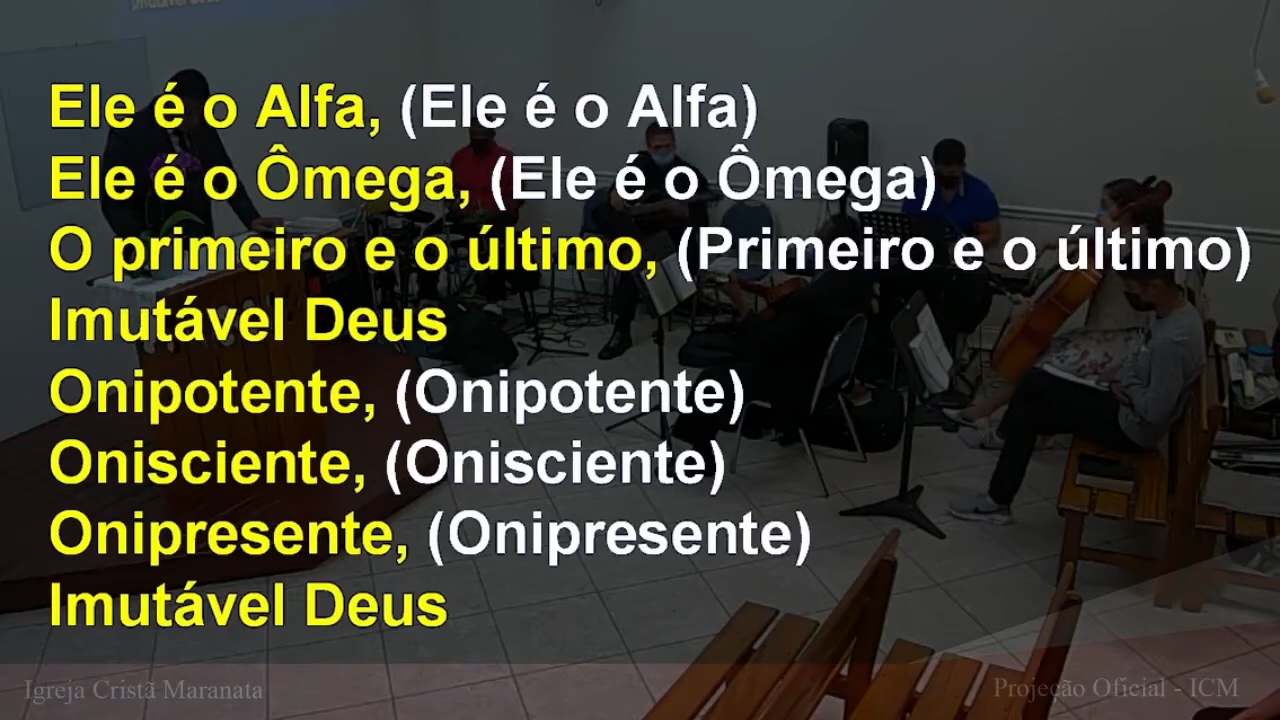 Ele é o Alfa, (Ele é o Alfa)
Ele é o Ômega, (Ele é o Ômega)
O primeiro e o último, (Primeiro e o último)
Imutável Deus
Onipotente, (Onipotente)
Onisciente, (Onisciente)
Onipresente, (Onipresente)
Imutável Deus
Igreja Cristã Maranata
Projeção Oficial - ICM